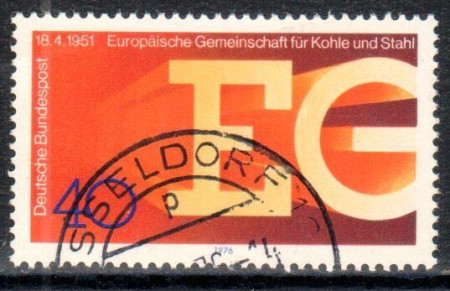 18.4.1951 Europäische Gemeinschaft für Kohle und Stahl
Deutsche Bundespost
EG
40
SSELDORF
p
1976